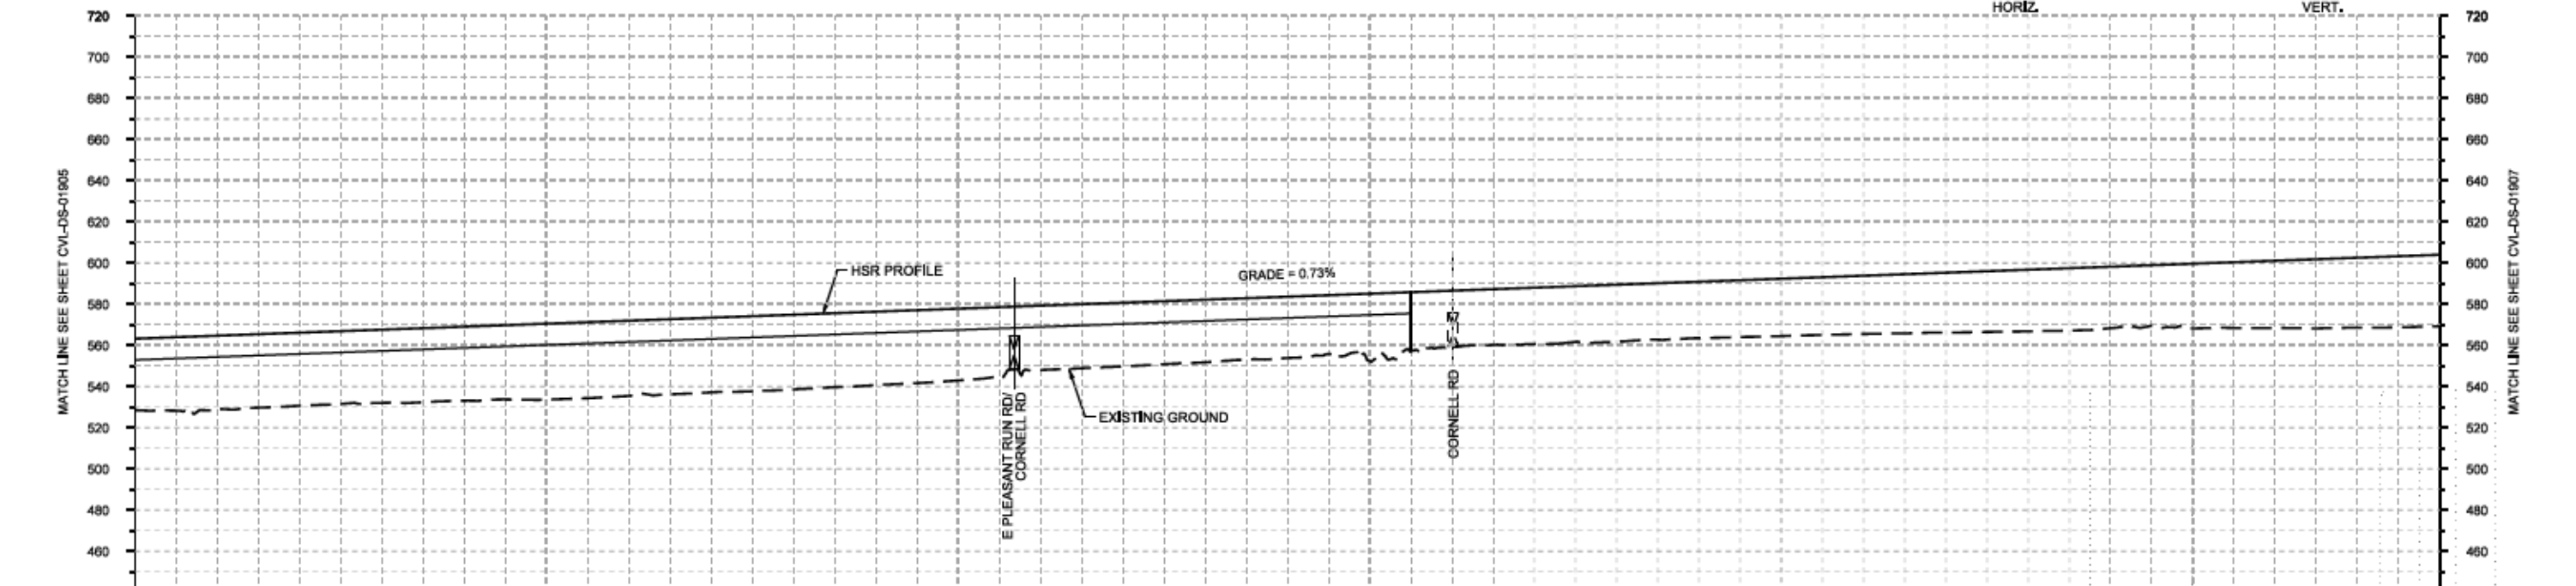 HORIZ.
VERT.
720
700
680
660
640
620
600
580
560
540
520
500
480
460
MATCH LINE SEE SHEET CVL-DS-01905
HSR PROFILE
GRADE = 0.73%
E PLEASANT RUN RD/
CORNELL RD
EXISTING GROUND
CORNELL RD
720
700
680
660
640
620
600
580
560
540
520
500
480
460
MATCH LINE SEE SHEET CVL-DS-01907